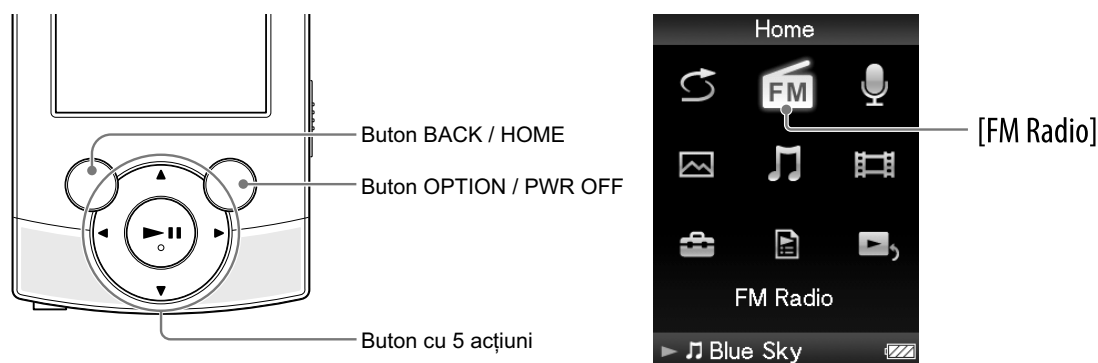 Buton BACK / HOME
Buton OPTION / PWR OFF
Buton cu 5 acțiuni
Home
FM
[FM Radio]
FM Radio
Blue Sky